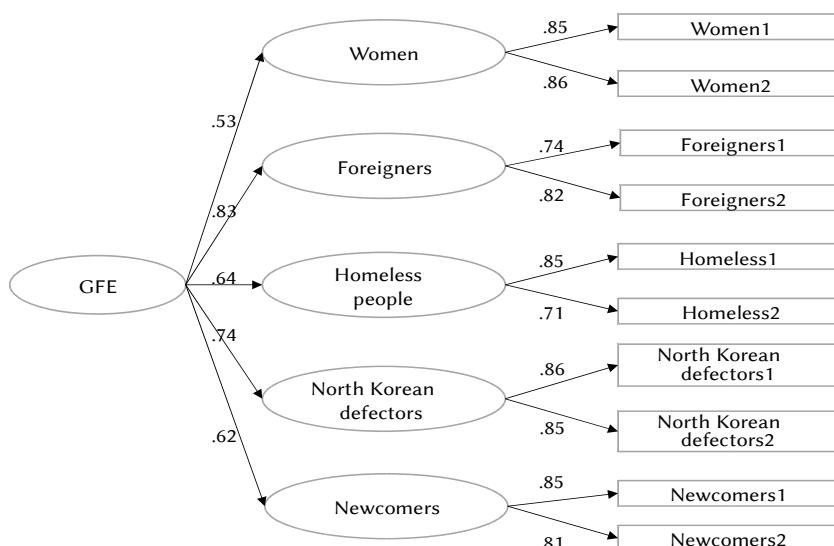 .85
Women1
Women
.86
Women2
.53
.74
Foreigners1
Foreigners
.82
Foreigners2
.83
.85
Homeless1
GFE
.64
Homeless
people
.71
Homeless2
.74
.86
North Korean
defectors1
North Korean
defectors
.85
North Korean
defectors2
.62
.85
Newcomers1
Newcomers
.81
Newcomers2